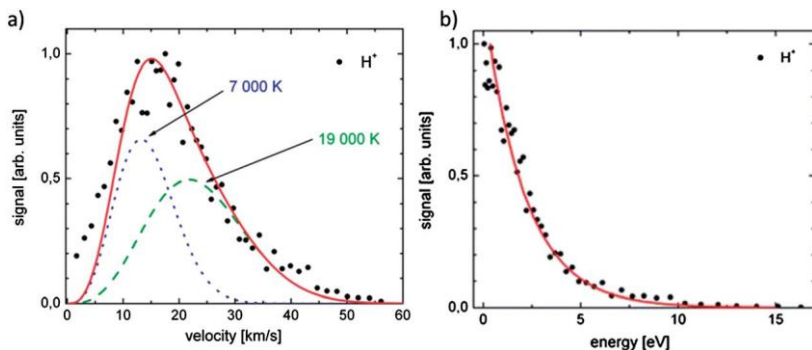 a)
H+
7 000 K
19 000 K
signal [arb. units]
1,0
0,5
0,0
0 10 20 30 40 50 60
velocity [km/s]
b)
H+
signal [arb. units]
1,0
0,5
0,0
0 5 10 15
energy [eV]